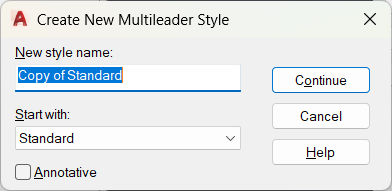 A Create New Multileader Style
New style name:
Copy of Standard
Continue
Start with:
Cancel
Standard
Help
Annotative